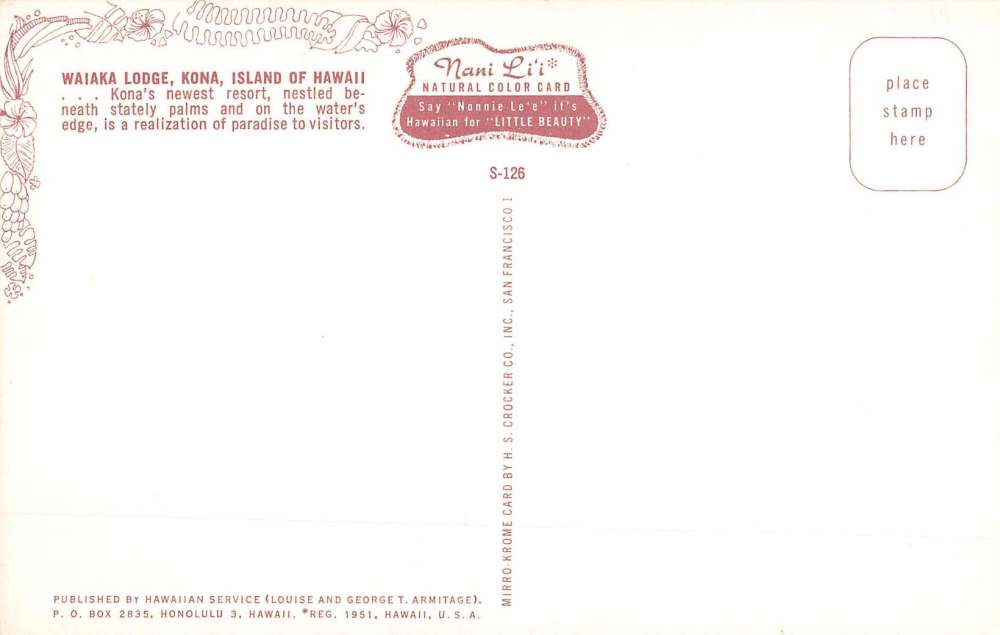 WAIAKA LODGE, KONA, ISLAND OF HAWAII
. . . Kona's newest resort, nestled be-
neath stately palms and on the water's
edge, is a realization of paradise to visitors.
Nani Li'i*
NATURAL COLOR CARD
Say "Nonnie Le'e" it's
Hawaiian for "LITTLE BEAUTY"
S-126
place
stamp
here
MIRRO-KROME CARD BY H. S. CROCKER CO., INC., SAN FRANCISCO 1
PUBLISHED BY HAWAIIAN SERVICE (LOUISE AND GEORGE T. ARMITAGE).
P. O. BOX 2835, HONOLULU 3, HAWAII. *REG. 1951, HAWAII, U. S. A.